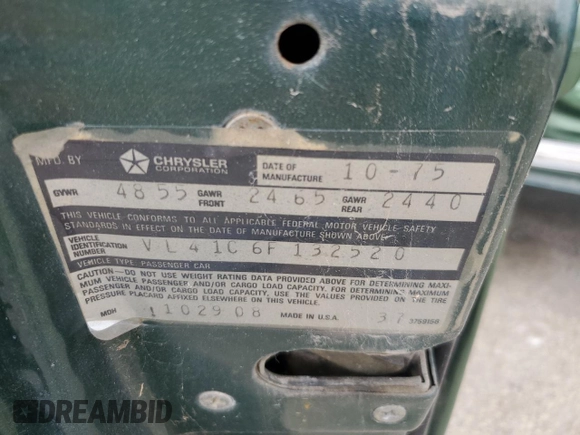 MFD. BY CHRYSLER CORPORATION DATE OF MANUFACTURE 10-75
GVWR 4855 GAWR FRONT 2465 GAWR REAR 2440
THIS VEHICLE CONFORMS TO ALL APPLICABLE FEDERAL MOTOR VEHICLE SAFETY
STANDARDS IN EFFECT ON THE DATE OF MANUFACTURE SHOWN ABOVE.
VEHICLE IDENTIFICATION NUMBER VL41C6F132520
VEHICLE TYPE PASSENGER CAR
CAUTION—DO NOT USE WEIGHT RATING DATA PROVIDED ABOVE FOR DETERMINING MAXI-
MUM VEHICLE PASSENGER AND/OR CARGO LOAD CAPACITY. FOR DETERMINING MAXIMUM
PASSENGER AND/OR CARGO LOAD CAPACITY, USE THE VALUES PROVIDED ON THE TIRE
PRESSURE PLACARD AFFIXED ELSEWHERE ON THIS VEHICLE.
MDH 1102908 MADE IN U.S.A. 37 3759150
DREAMBID